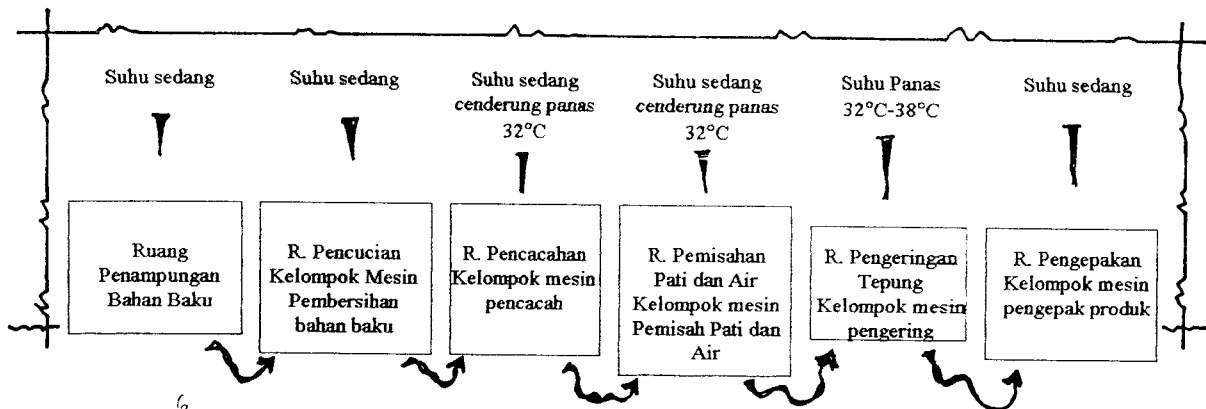 Suhu sedang
Suhu sedang
Suhu sedang
cenderung panas
32°C
Suhu sedang
cenderung panas
32°C
Suhu Panas
32°C-38°C
Suhu sedang
Ruang
Penampungan
Bahan Baku
R. Pencucian
Kelompok Mesin
Pembersihan
bahan baku
R. Pencacahan
Kelompok mesin
pencacah
R. Pemisahan
Pati dan Air
Kelompok mesin
Pemisah Pati dan
Air
R. Pengeringan
Tepung
Kelompok mesin
pengering
R. Pengepakan
Kelompok mesin
pengepak produk